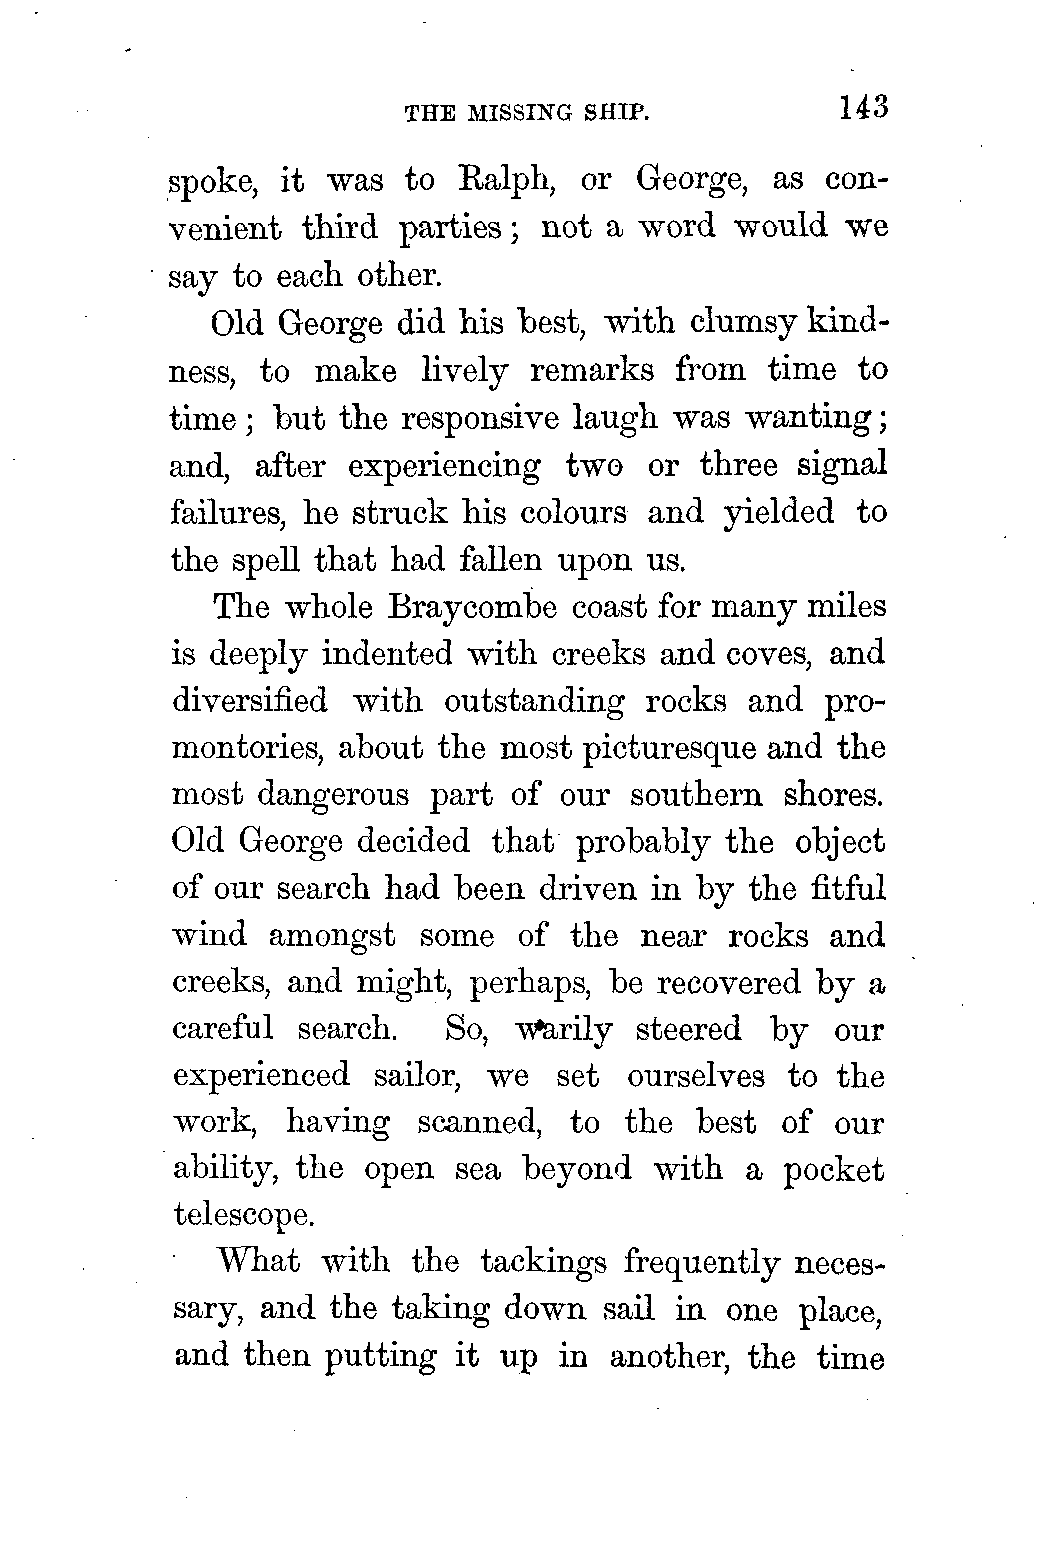 THE MISSING SHIP. 143
spoke, it was to Ralph, or George, as con-
venient third parties; not a word would we
say to each other.
Old George did his best, with clumsy kind-
ness, to make lively remarks from time to
time; but the responsive laugh was wanting;
and, after experiencing two or three signal
failures, he struck his colours and yielded to
the spell that had fallen upon us.
The whole Braycombe coast for many miles
is deeply indented with creeks and coves, and
diversified with outstanding rocks and pro-
montories, about the most picturesque and the
most dangerous part of our southern shores.
Old George decided that probably the object
of our search had been driven in by the fitful
wind amongst some of the near rocks and
creeks, and might, perhaps, be recovered by a
careful search. So, warily steered by our
experienced sailor, we set ourselves to the
work, having scanned, to the best of our
ability, the open sea beyond with a pocket
telescope.
What with the tackings frequently neces-
sary, and the taking down sail in one place,
and then putting it up in another, the time